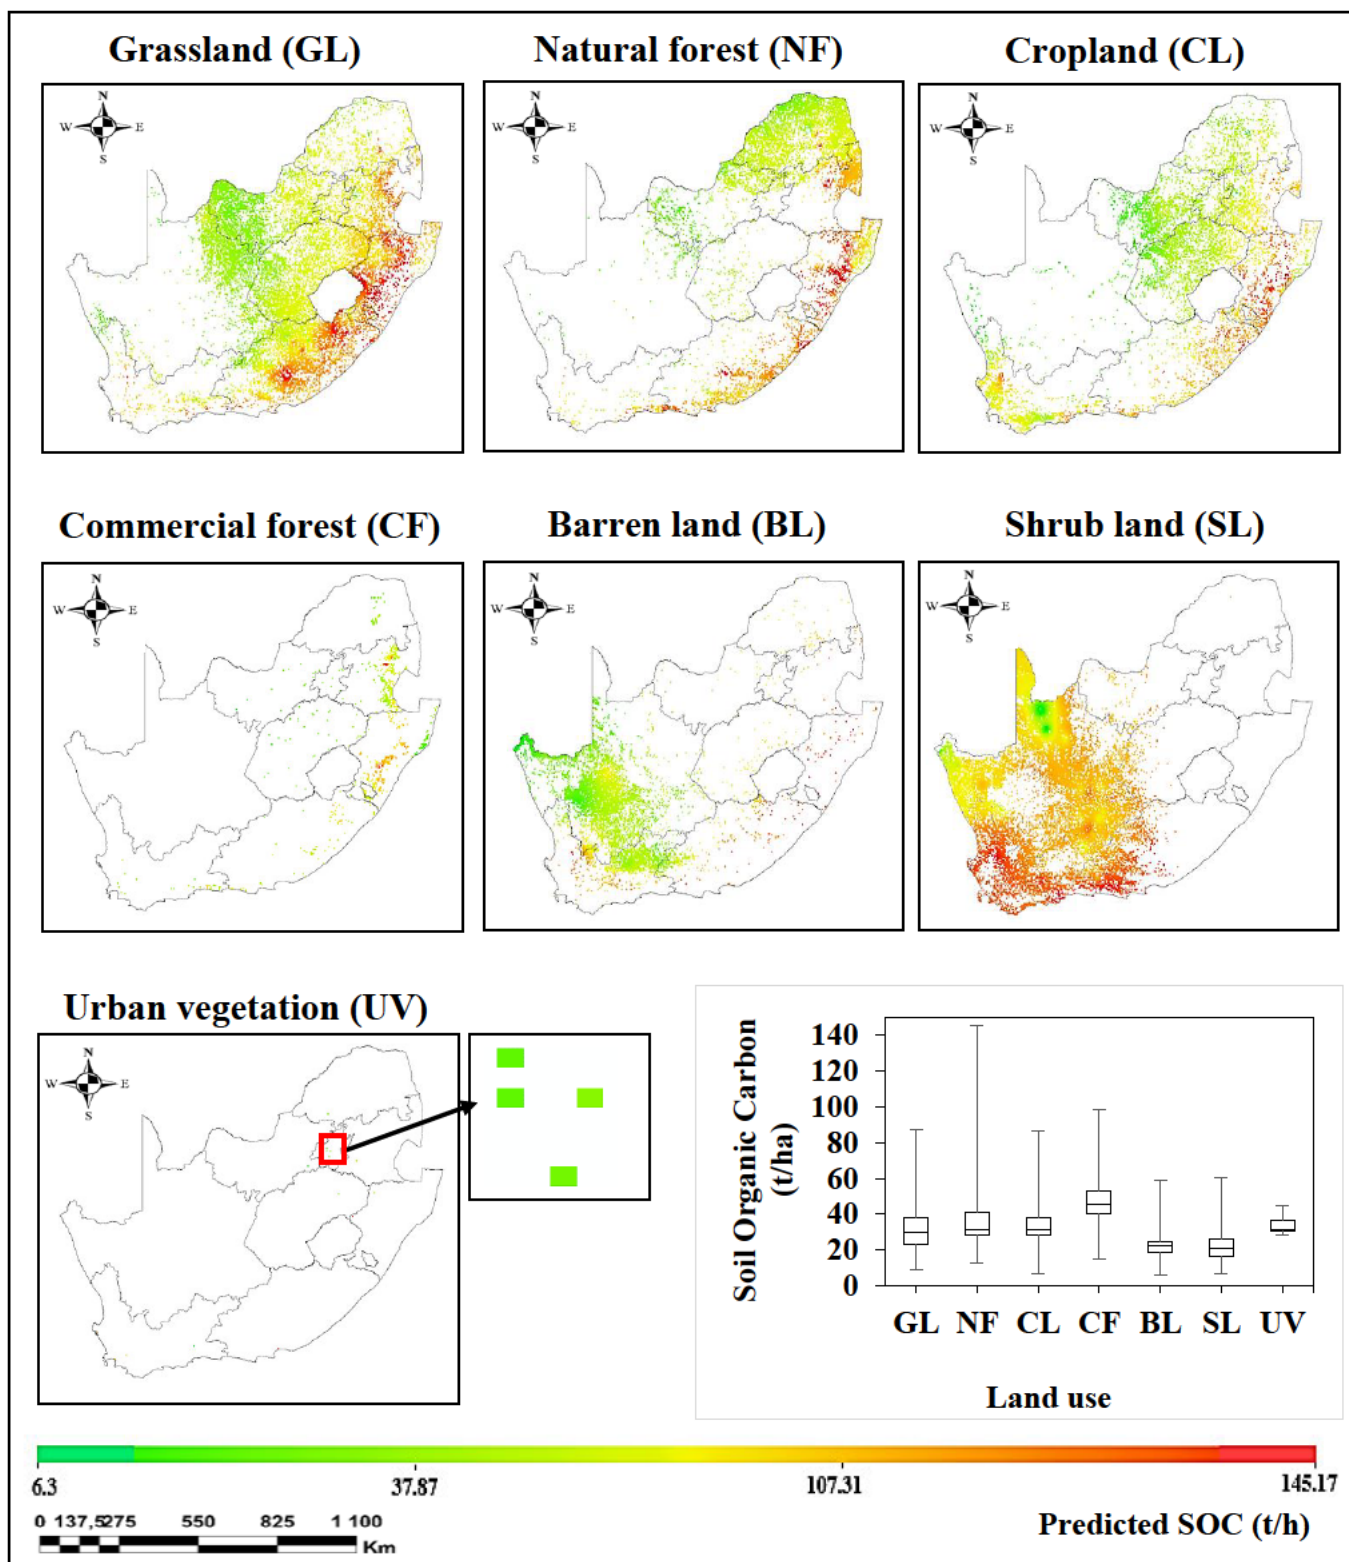 Grassland (GL)
Natural forest (NF)
Cropland (CL)
N
W E
S
N
W E
S
N
W E
S
Commercial forest (CF)
Barren land (BL)
Shrub land (SL)
N
W E
S
N
W E
S
N
W E
S
Urban vegetation (UV)
N
W E
S
Soil Organic Carbon
(t/ha)
140
120
100
80
60
40
20
0
GL NF CL CF BL SL UV
Land use
6.3 37.87 107.31 145.17
0 137,5275 550 825 1 100
Km
Predicted SOC (t/h)